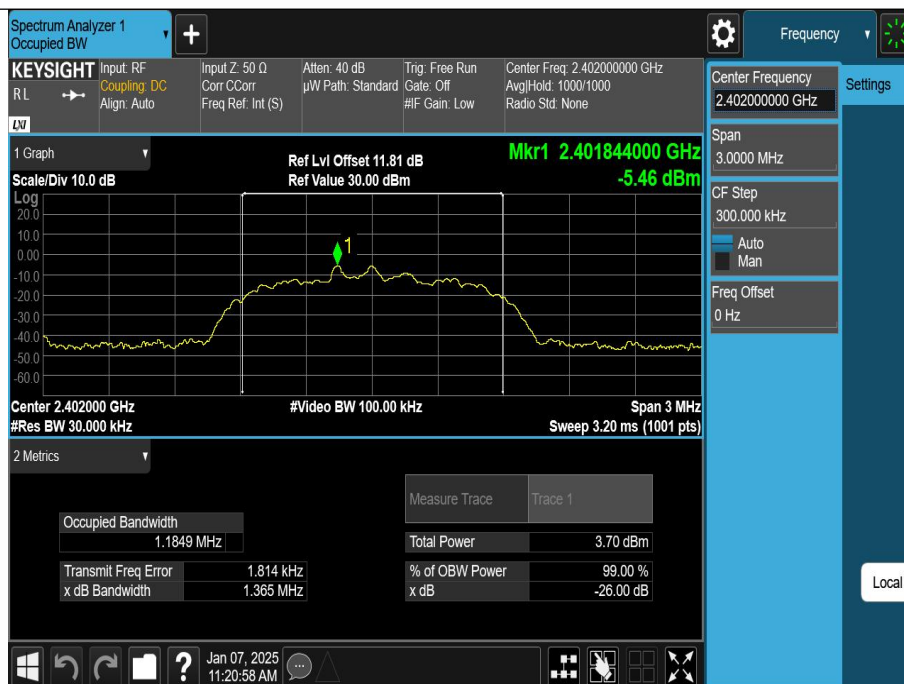 Spectrum Analyzer 1
Occupied BW
+
Frequency
KEYSIGHT
R L
LXI
Input: RF
Coupling: DC
Align: Auto
Input Z: 50 Ω
Corr CCorr
Freq Ref: Int (S)
Atten: 40 dB
µW Path: Standard
Trig: Free Run
Gate: Off
#IF Gain: Low
Center Freq: 2.402000000 GHz
Avg|Hold: 1000/1000
Radio Std: None
Center Frequency
2.402000000 GHz
Settings
Span
3.0000 MHz
CF Step
300.000 kHz
Auto
Man
Freq Offset
0 Hz
Local
1 Graph
Scale/Div 10.0 dB
Ref Lvl Offset 11.81 dB
Ref Value 30.00 dBm
Mkr1 2.401844000 GHz
-5.46 dBm
Log
20.0
10.0
0.00
-10.0
-20.0
-30.0
-40.0
-50.0
-60.0
1
Center 2.402000 GHz
#Res BW 30.000 kHz
#Video BW 100.00 kHz
Span 3 MHz
Sweep 3.20 ms (1001 pts)
2 Metrics
Measure Trace Trace 1
Occupied Bandwidth
1.1849 MHz
Total Power 3.70 dBm
Transmit Freq Error 1.814 kHz
% of OBW Power 99.00 %
x dB Bandwidth 1.365 MHz
x dB -26.00 dB
?
Jan 07, 2025
11:20:58 AM